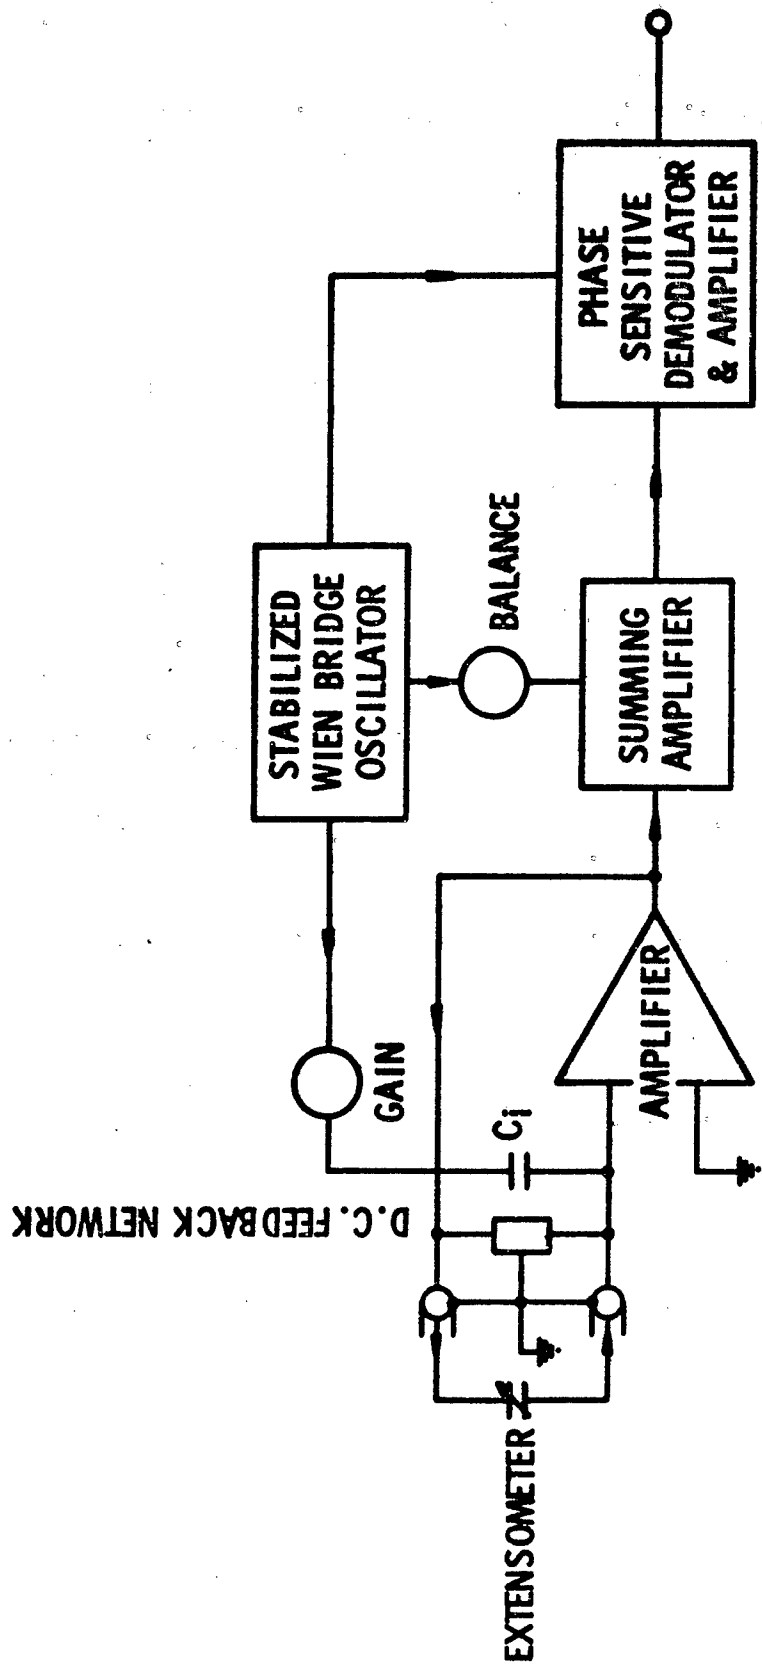 STABILIZED
WIEN BRIDGE
OSCILLATOR
GAIN
BALANCE
D.C. FEEDBACK NETWORK
Ci
EXTENSOMETER
AMPLIFIER
SUMMING
AMPLIFIER
PHASE
SENSITIVE
DEMODULATOR
& AMPLIFIER